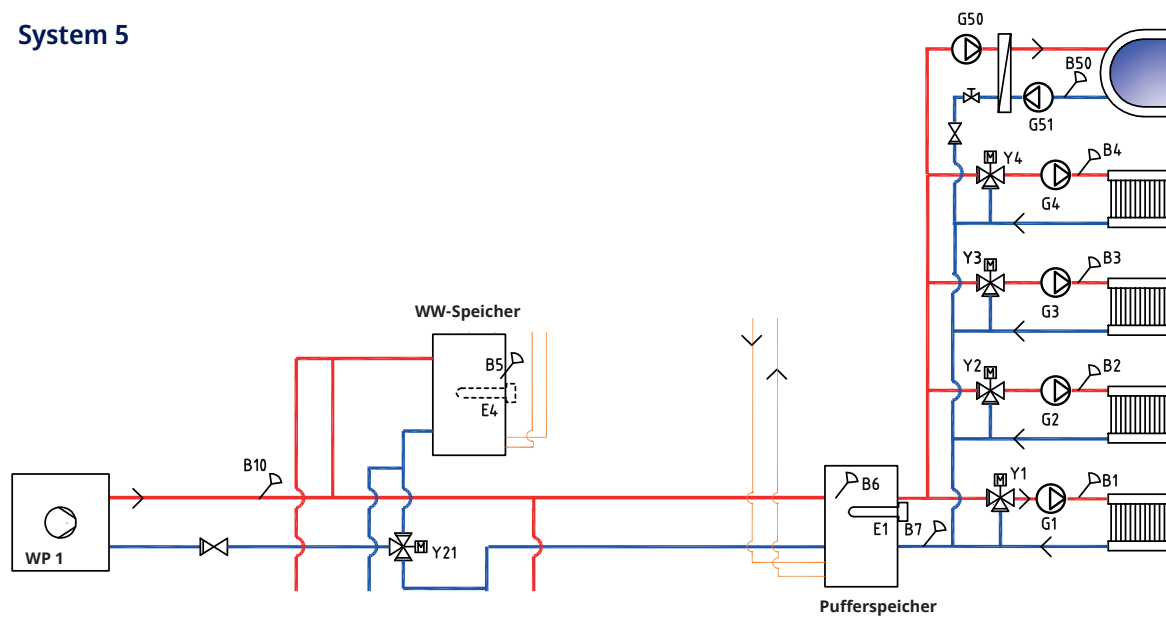 System 5
G50
B50
G51
M
Y4
B4
G4
Y3
M
B3
G3
WW-Speicher
B5
E4
Y2
M
B2
G2
B10
B6
M
Y1
B1
E1
B7
G1
WP 1
M
Y21
Pufferspeicher